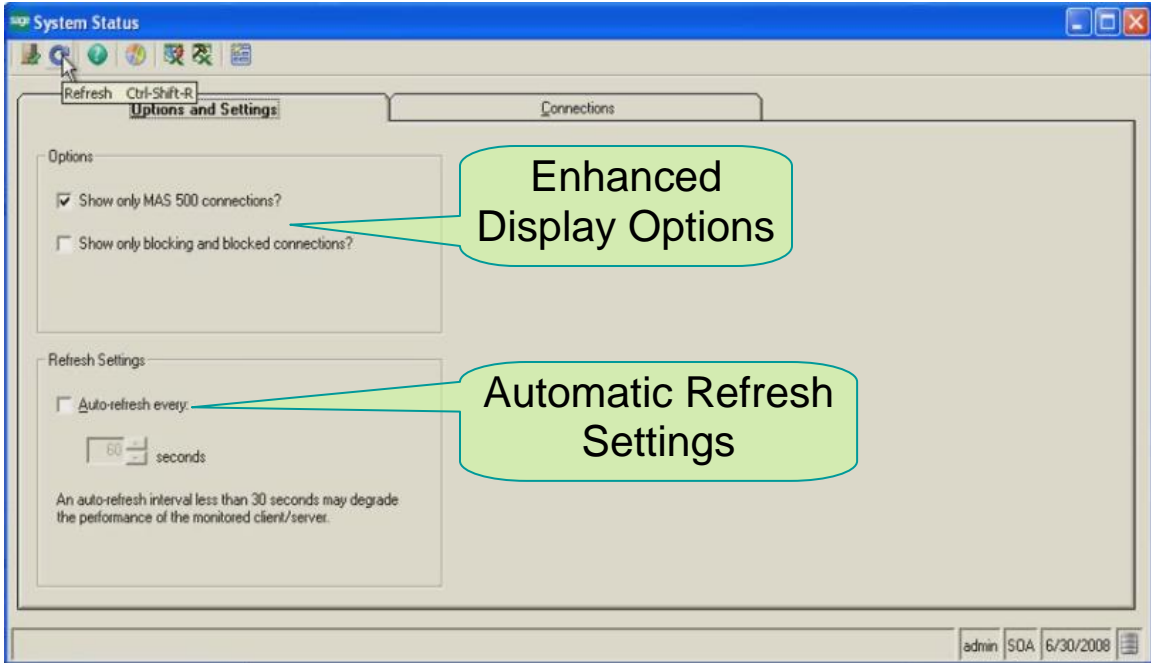 sage System Status
Refresh Ctrl-Shift-R
Options and Settings
Connections
Options
Show only MAS 500 connections?
Show only blocking and blocked connections?
Enhanced
Display Options
Refresh Settings
Auto-refresh every:
60
seconds
An auto-refresh interval less than 30 seconds may degrade
the performance of the monitored client/server.
Automatic Refresh
Settings
admin SOA 6/30/2008